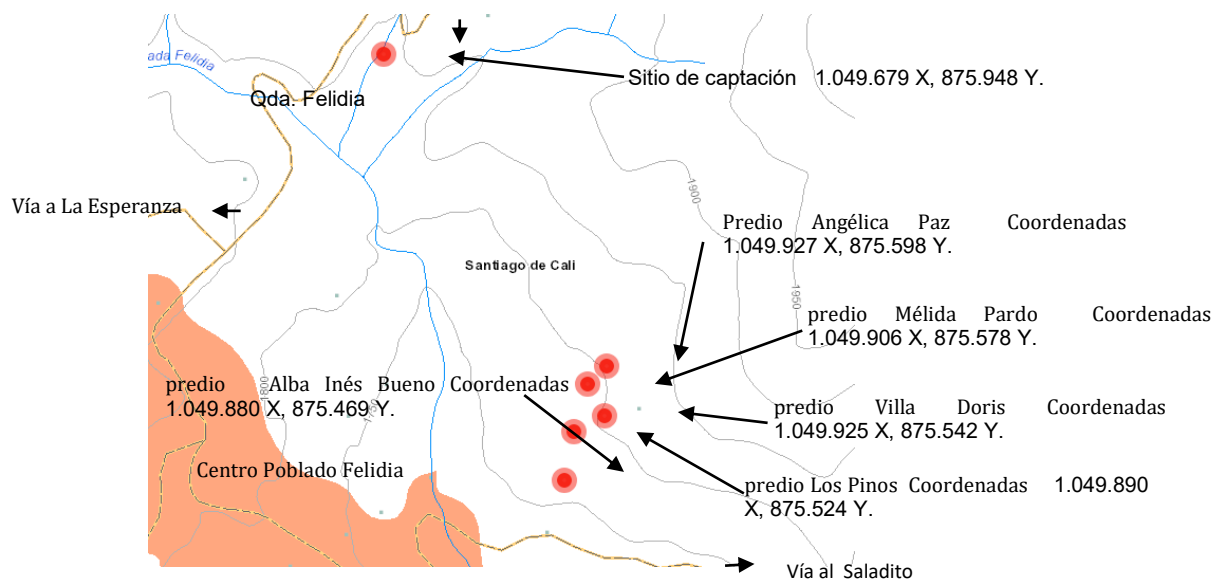 ada Felidia
Qda. Felidia
Sitio de captación 1.049.679 X, 875.948 Y.
Vía a La Esperanza
1900
Predio Angélica Paz Coordenadas
1.049.927 X, 875.598 Y.
Santiago de Cali
1950
predio Mélida Pardo Coordenadas
1.049.906 X, 875.578 Y.
predio Alba Inés Bueno Coordenadas
1.049.880 X, 875.469 Y.
1800
1750
predio Villa Doris Coordenadas
1.049.925 X, 875.542 Y.
Centro Poblado Felidia
predio Los Pinos Coordenadas 1.049.890
X, 875.524 Y.
Vía al Saladito